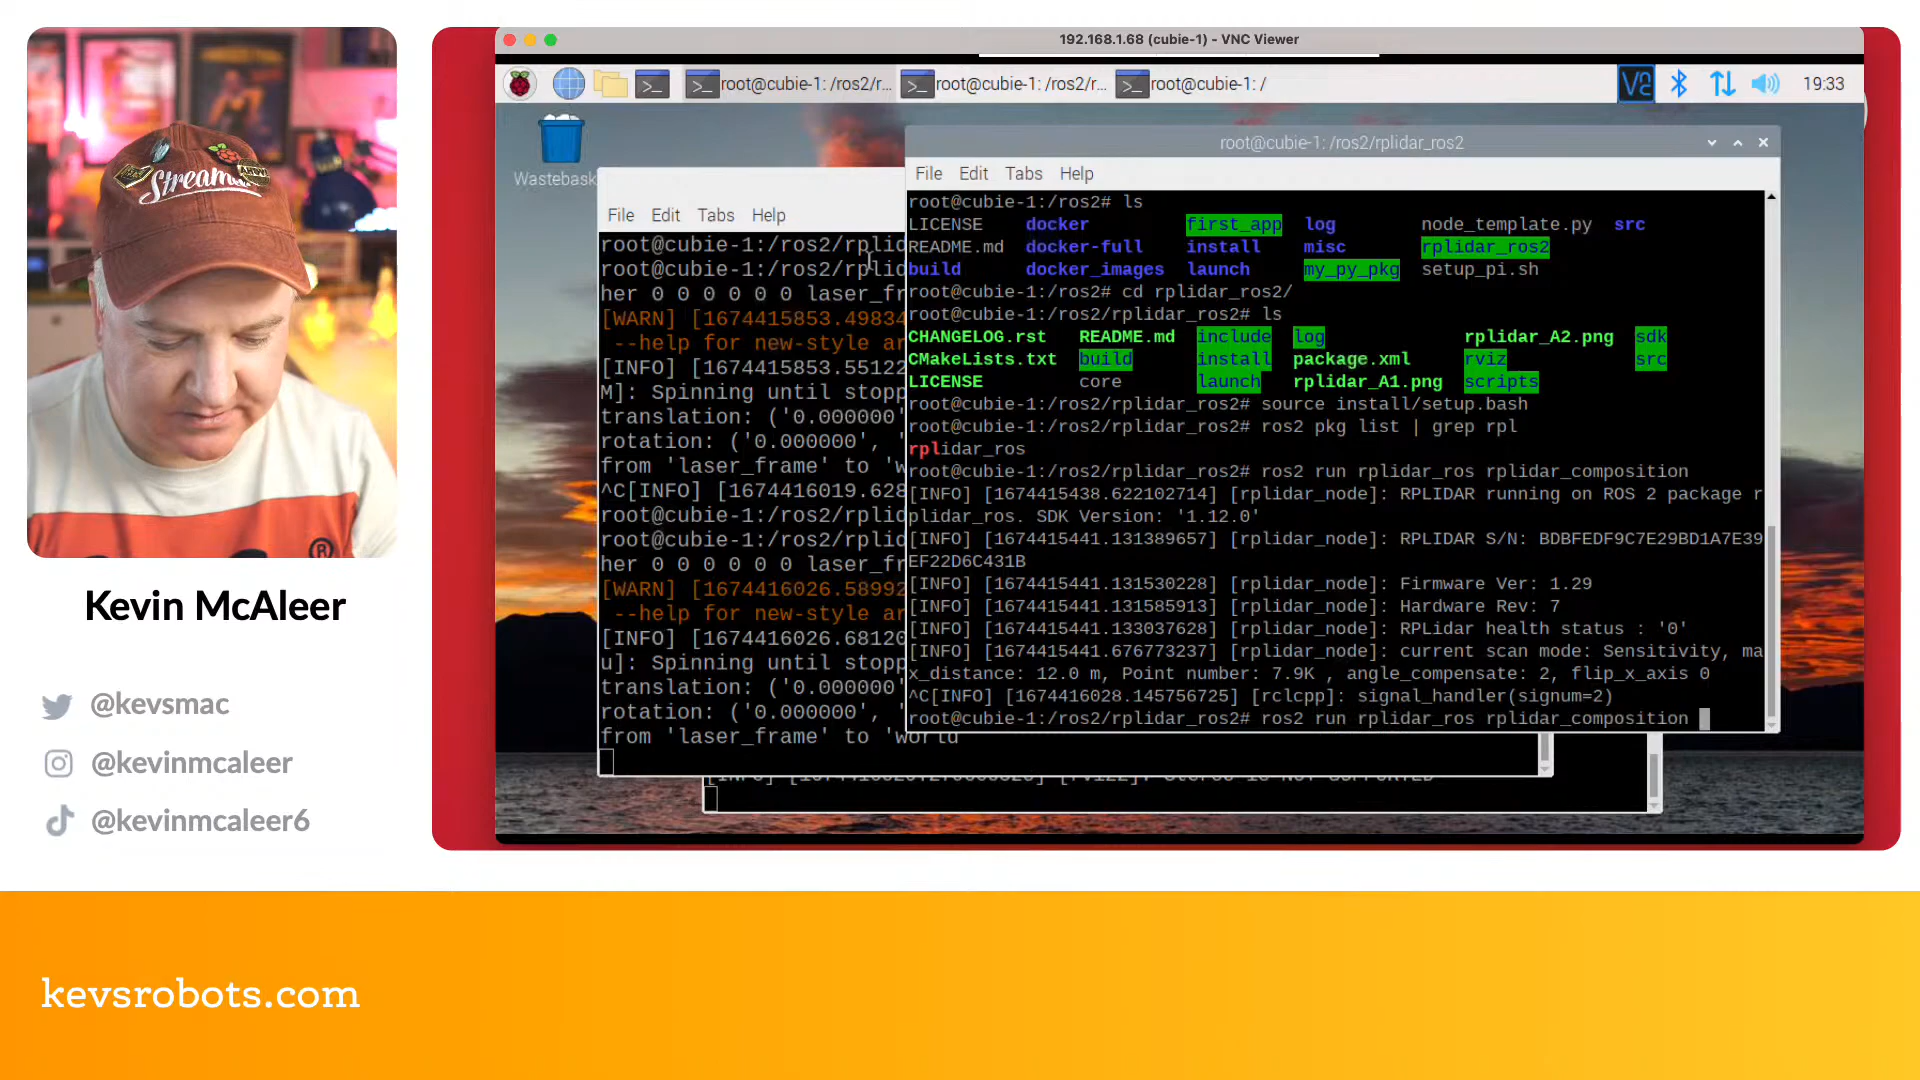 192.168.1.68 (cubie-1) - VNC Viewer
root@cubie-1: /ros2/r...
root@cubie-1: /ros2/r...
root@cubie-1: /
19:33
root@cubie-1: /ros2/rplidar_ros2
File Edit Tabs Help
root@cubie-1:/ros2# ls
LICENSE docker first_app log node_template.py src
README.md docker-full install misc rplidar_ros2
build docker_images launch my_py_pkg setup_pi.sh
root@cubie-1:/ros2# cd rplidar_ros2/
root@cubie-1:/ros2/rplidar_ros2# ls
CHANGELOG.rst README.md include log rplidar_A2.png sdk
CMakeLists.txt build install package.xml rviz src
LICENSE core launch rplidar_A1.png scripts
root@cubie-1:/ros2/rplidar_ros2# source install/setup.bash
root@cubie-1:/ros2/rplidar_ros2# ros2 pkg list | grep rpl
rplidar_ros
root@cubie-1:/ros2/rplidar_ros2# ros2 run rplidar_ros rplidar_composition
[INFO] [1674415438.622102714] [rplidar_node]: RPLIDAR running on ROS 2 package r
plidar_ros. SDK Version: '1.12.0'
[INFO] [1674415441.131389657] [rplidar_node]: RPLIDAR S/N: BDBFEDF9C7E29BD1A7E39
EF22D6C431B
[INFO] [1674415441.131530228] [rplidar_node]: Firmware Ver: 1.29
[INFO] [1674415441.131585913] [rplidar_node]: Hardware Rev: 7
[INFO] [1674415441.133037628] [rplidar_node]: RPLidar health status : '0'
[INFO] [1674415441.676773237] [rplidar_node]: current scan mode: Sensitivity, ma
x_distance: 12.0 m, Point number: 7.9K , angle_compensate: 2, flip_x_axis 0
^C[INFO] [1674416028.145756725] [rclcpp]: signal_handler(signum=2)
root@cubie-1:/ros2/rplidar_ros2# ros2 run rplidar_ros rplidar_composition
Wastebask
File Edit Tabs Help
root@cubie-1:/ros2/rplid
root@cubie-1:/ros2/rplid
her 0 0 0 0 0 0 laser_fr
[WARN] [1674415853.49834
--help for new-style ar
[INFO] [1674415853.55122
M]: Spinning until stopp
translation: ('0.000000'
rotation: ('0.000000', '
from 'laser_frame' to 'w
^C[INFO] [1674416019.628
root@cubie-1:/ros2/rplid
root@cubie-1:/ros2/rplid
her 0 0 0 0 0 0 laser_fr
[WARN] [1674416026.58992
--help for new-style ar
[INFO] [1674416026.68120
u]: Spinning until stopp
translation: ('0.000000'
rotation: ('0.000000', '
from 'laser_frame' to 'world
Streama
®
Kevin McAleer
@kevsmac
@kevinmcaleer
@kevinmcaleer6
kevsrobots.com